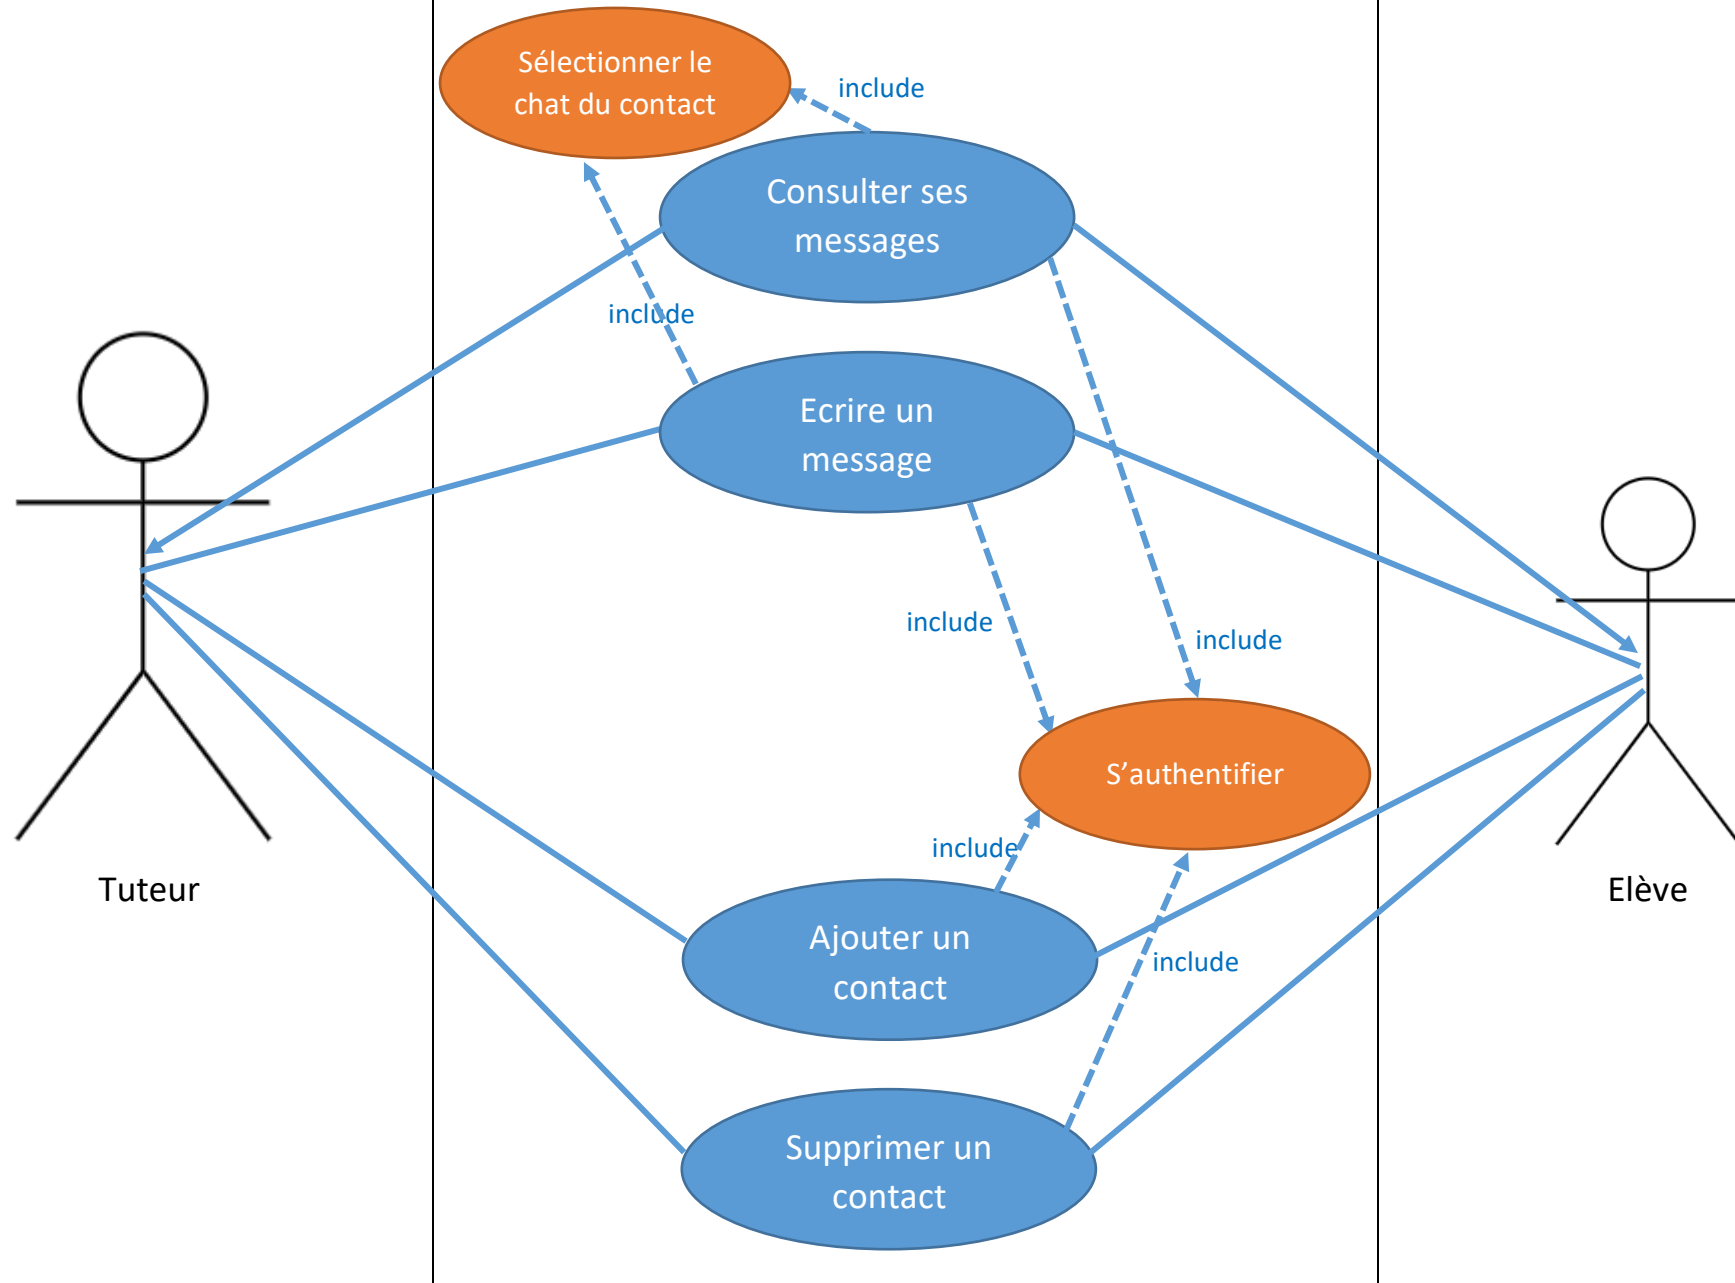 Sélectionner le
chat du contact
include
Consulter ses
messages
include
Ecrire un
message
include
include
S’authentifier
include
Tuteur
Elève
Ajouter un
contact
include
Supprimer un
contact